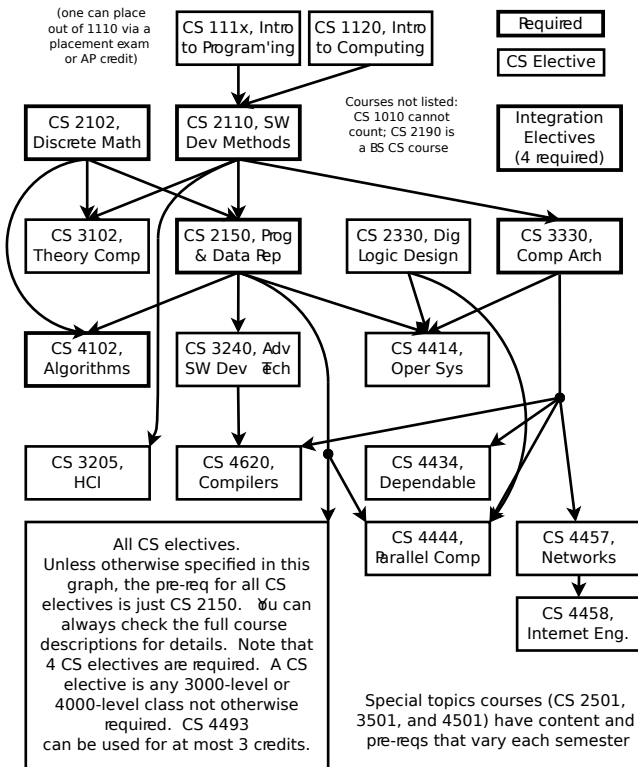 (one can place
out of 1110 via a
placement exam
or AP credit)
CS 111x, Intro
to Program'ing
CS 1120, Intro
to Computing
Required
CS Elective
Courses not listed:
CS 1010 cannot
count; CS 2190 is
a BS CS course
Integration
Electives
(4 required)
CS 2102,
Discrete Math
CS 2110, SW
Dev Methods
CS 3102,
Theory Comp
CS 2150, Prog
& Data Rep
CS 2330, Dig
Logic Design
CS 3330,
Comp Arch
CS 4102,
Algorithms
CS 3240, Adv
SW Dev Tech
CS 4414,
Oper Sys
CS 3205,
HCI
CS 4620,
Compilers
CS 4434,
Dependable
CS 4444,
Parallel Comp
CS 4457,
Networks
CS 4458,
Internet Eng.
All CS electives.
Unless otherwise specified in this
graph, the pre-req for all CS
electives is just CS 2150. You can
always check the full course
descriptions for details. Note that
4 CS electives are required. A CS
elective is any 3000-level or
4000-level class not otherwise
required. CS 4493
can be used for at most 3 credits.
Special topics courses (CS 2501,
3501, and 4501) have content and
pre-reqs that vary each semester